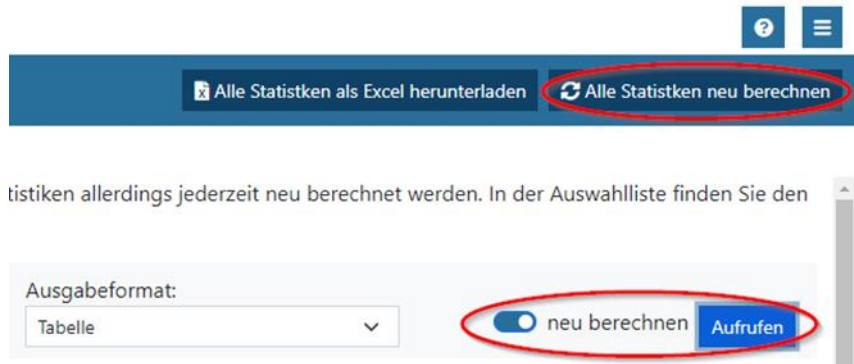 Alle Statistken als Excel herunterladen
Alle Statistken neu berechnen
tistiken allerdings jederzeit neu berechnet werden. In der Auswahlliste finden Sie den
Ausgabeformat:
Tabelle
neu berechnen
Aufrufen